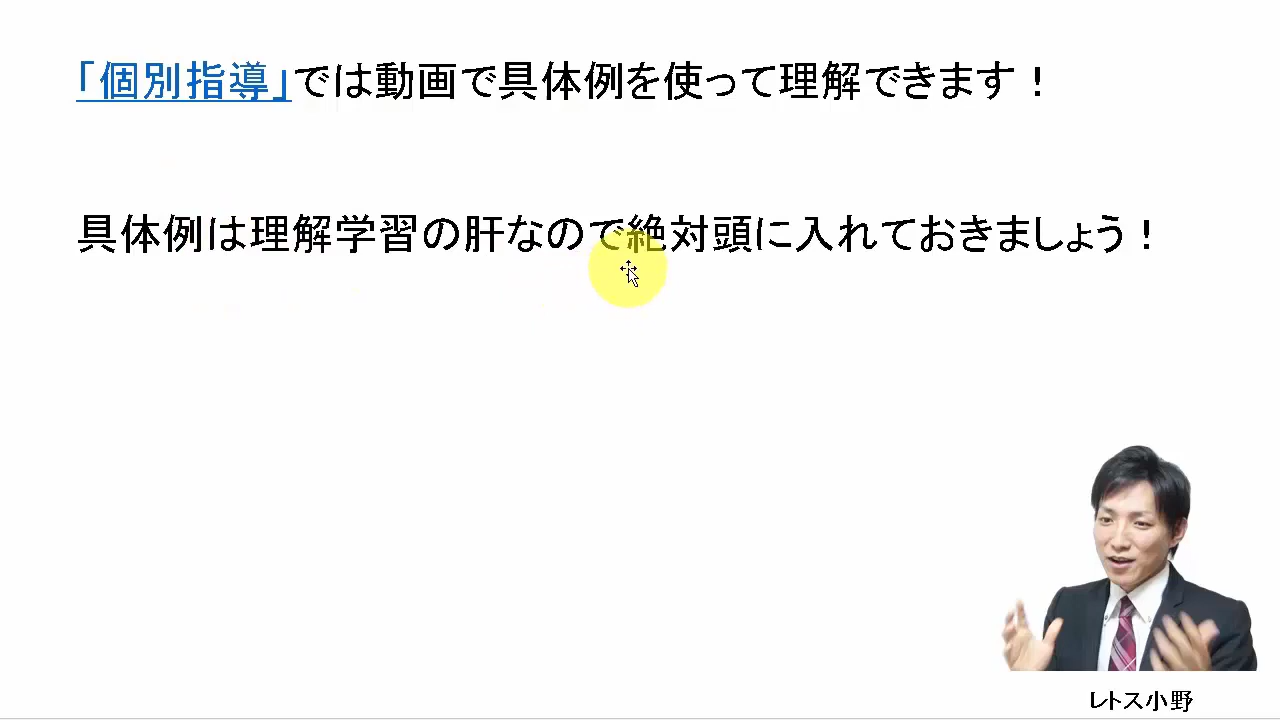 「個別指導」では動画で具体例を使って理解できます！
具体例は理解学習の肝なので絶対頭に入れておきましょう！
レトス小野